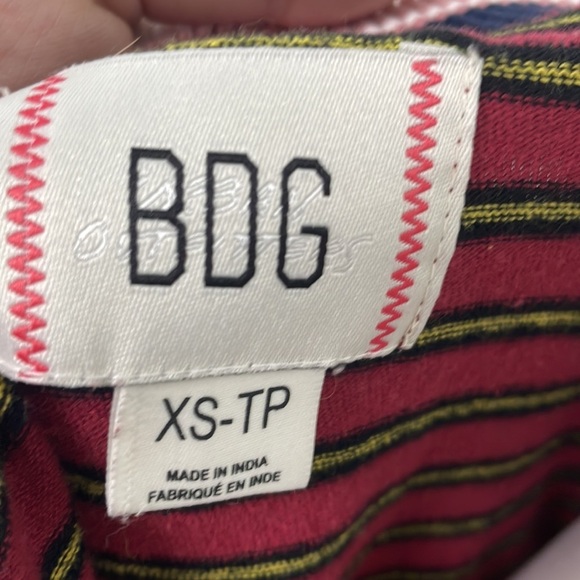 BDG
XS-TP
MADE IN INDIA
FABRIQUÉ EN INDE